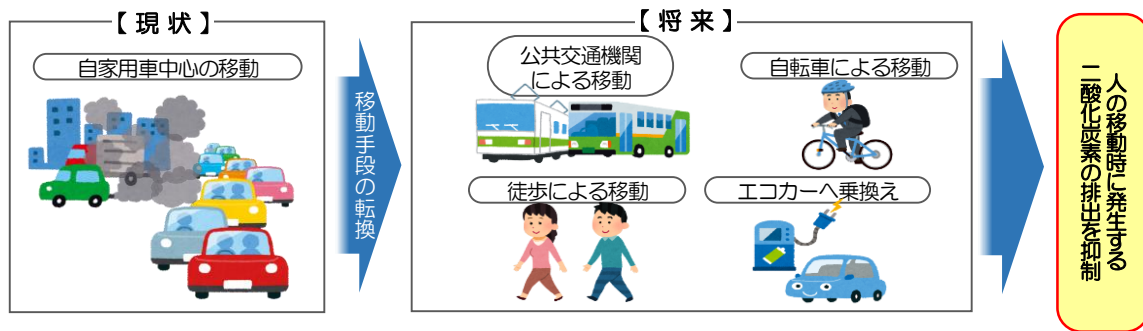 【 現 状 】
自家用車中心の移動
移動手段の転換
【 将 来 】
公共交通機関
による移動
自転車による移動
徒歩による移動
エコカーへ乗換え
人の移動時に発生する
二酸化炭素の排出を抑制